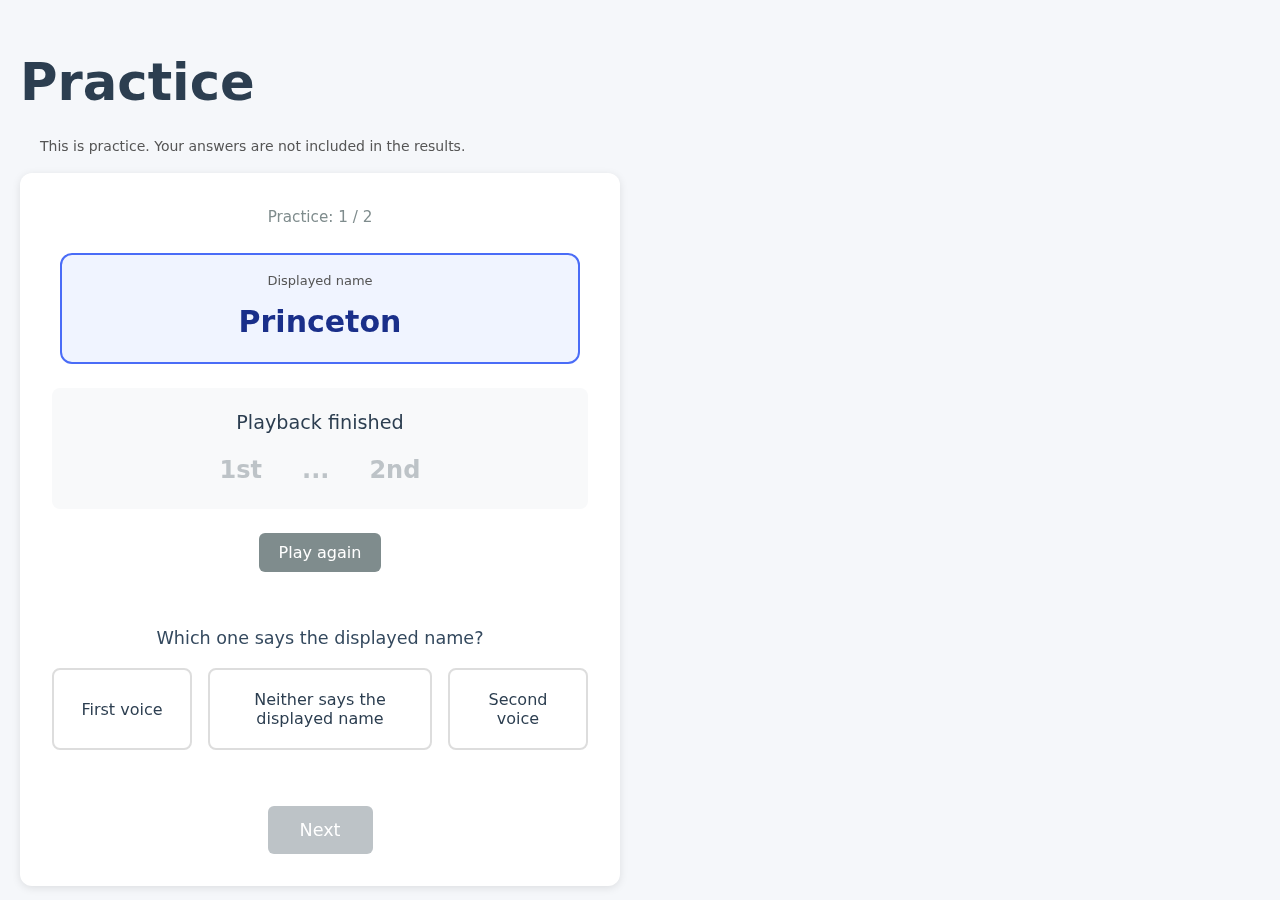 Practice
This is practice. Your answers are not included in the results.
Practice: 1 / 2
Displayed name
Princeton
Playback finished
1st ... 2nd
Play again
Which one says the displayed name?
First voice
Neither says the
displayed name
Second
voice
Next